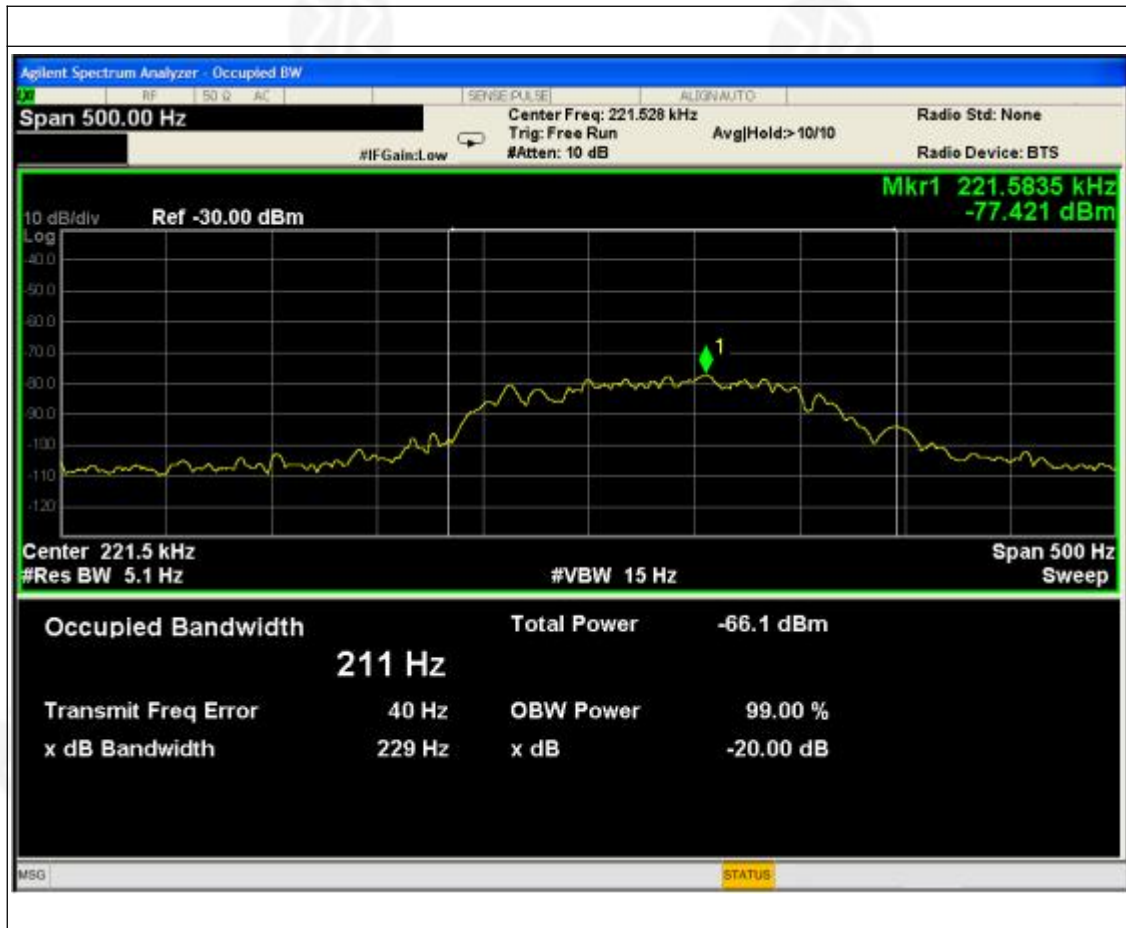 Agilent Spectrum Analyzer - Occupied BW
RF 50 Ω AC SENSE:PULSE ALIGNAUTO
Span 500.00 Hz Center Freq: 221.528 kHz Radio Std: None
Trig: Free Run Avg|Hold:> 10/10
#IFGain:Low #Atten: 10 dB Radio Device: BTS
Mkr1 221.5835 kHz
10 dB/div Ref -30.00 dBm -77.421 dBm
Log
-40.0
-50.0
-60.0
-70.0
1
-80.0
-90.0
-100
-110
-120
Center 221.5 kHz Span 500 Hz
#Res BW 5.1 Hz #VBW 15 Hz Sweep
Occupied Bandwidth Total Power -66.1 dBm
211 Hz
Transmit Freq Error 40 Hz OBW Power 99.00 %
x dB Bandwidth 229 Hz x dB -20.00 dB
MSG STATUS